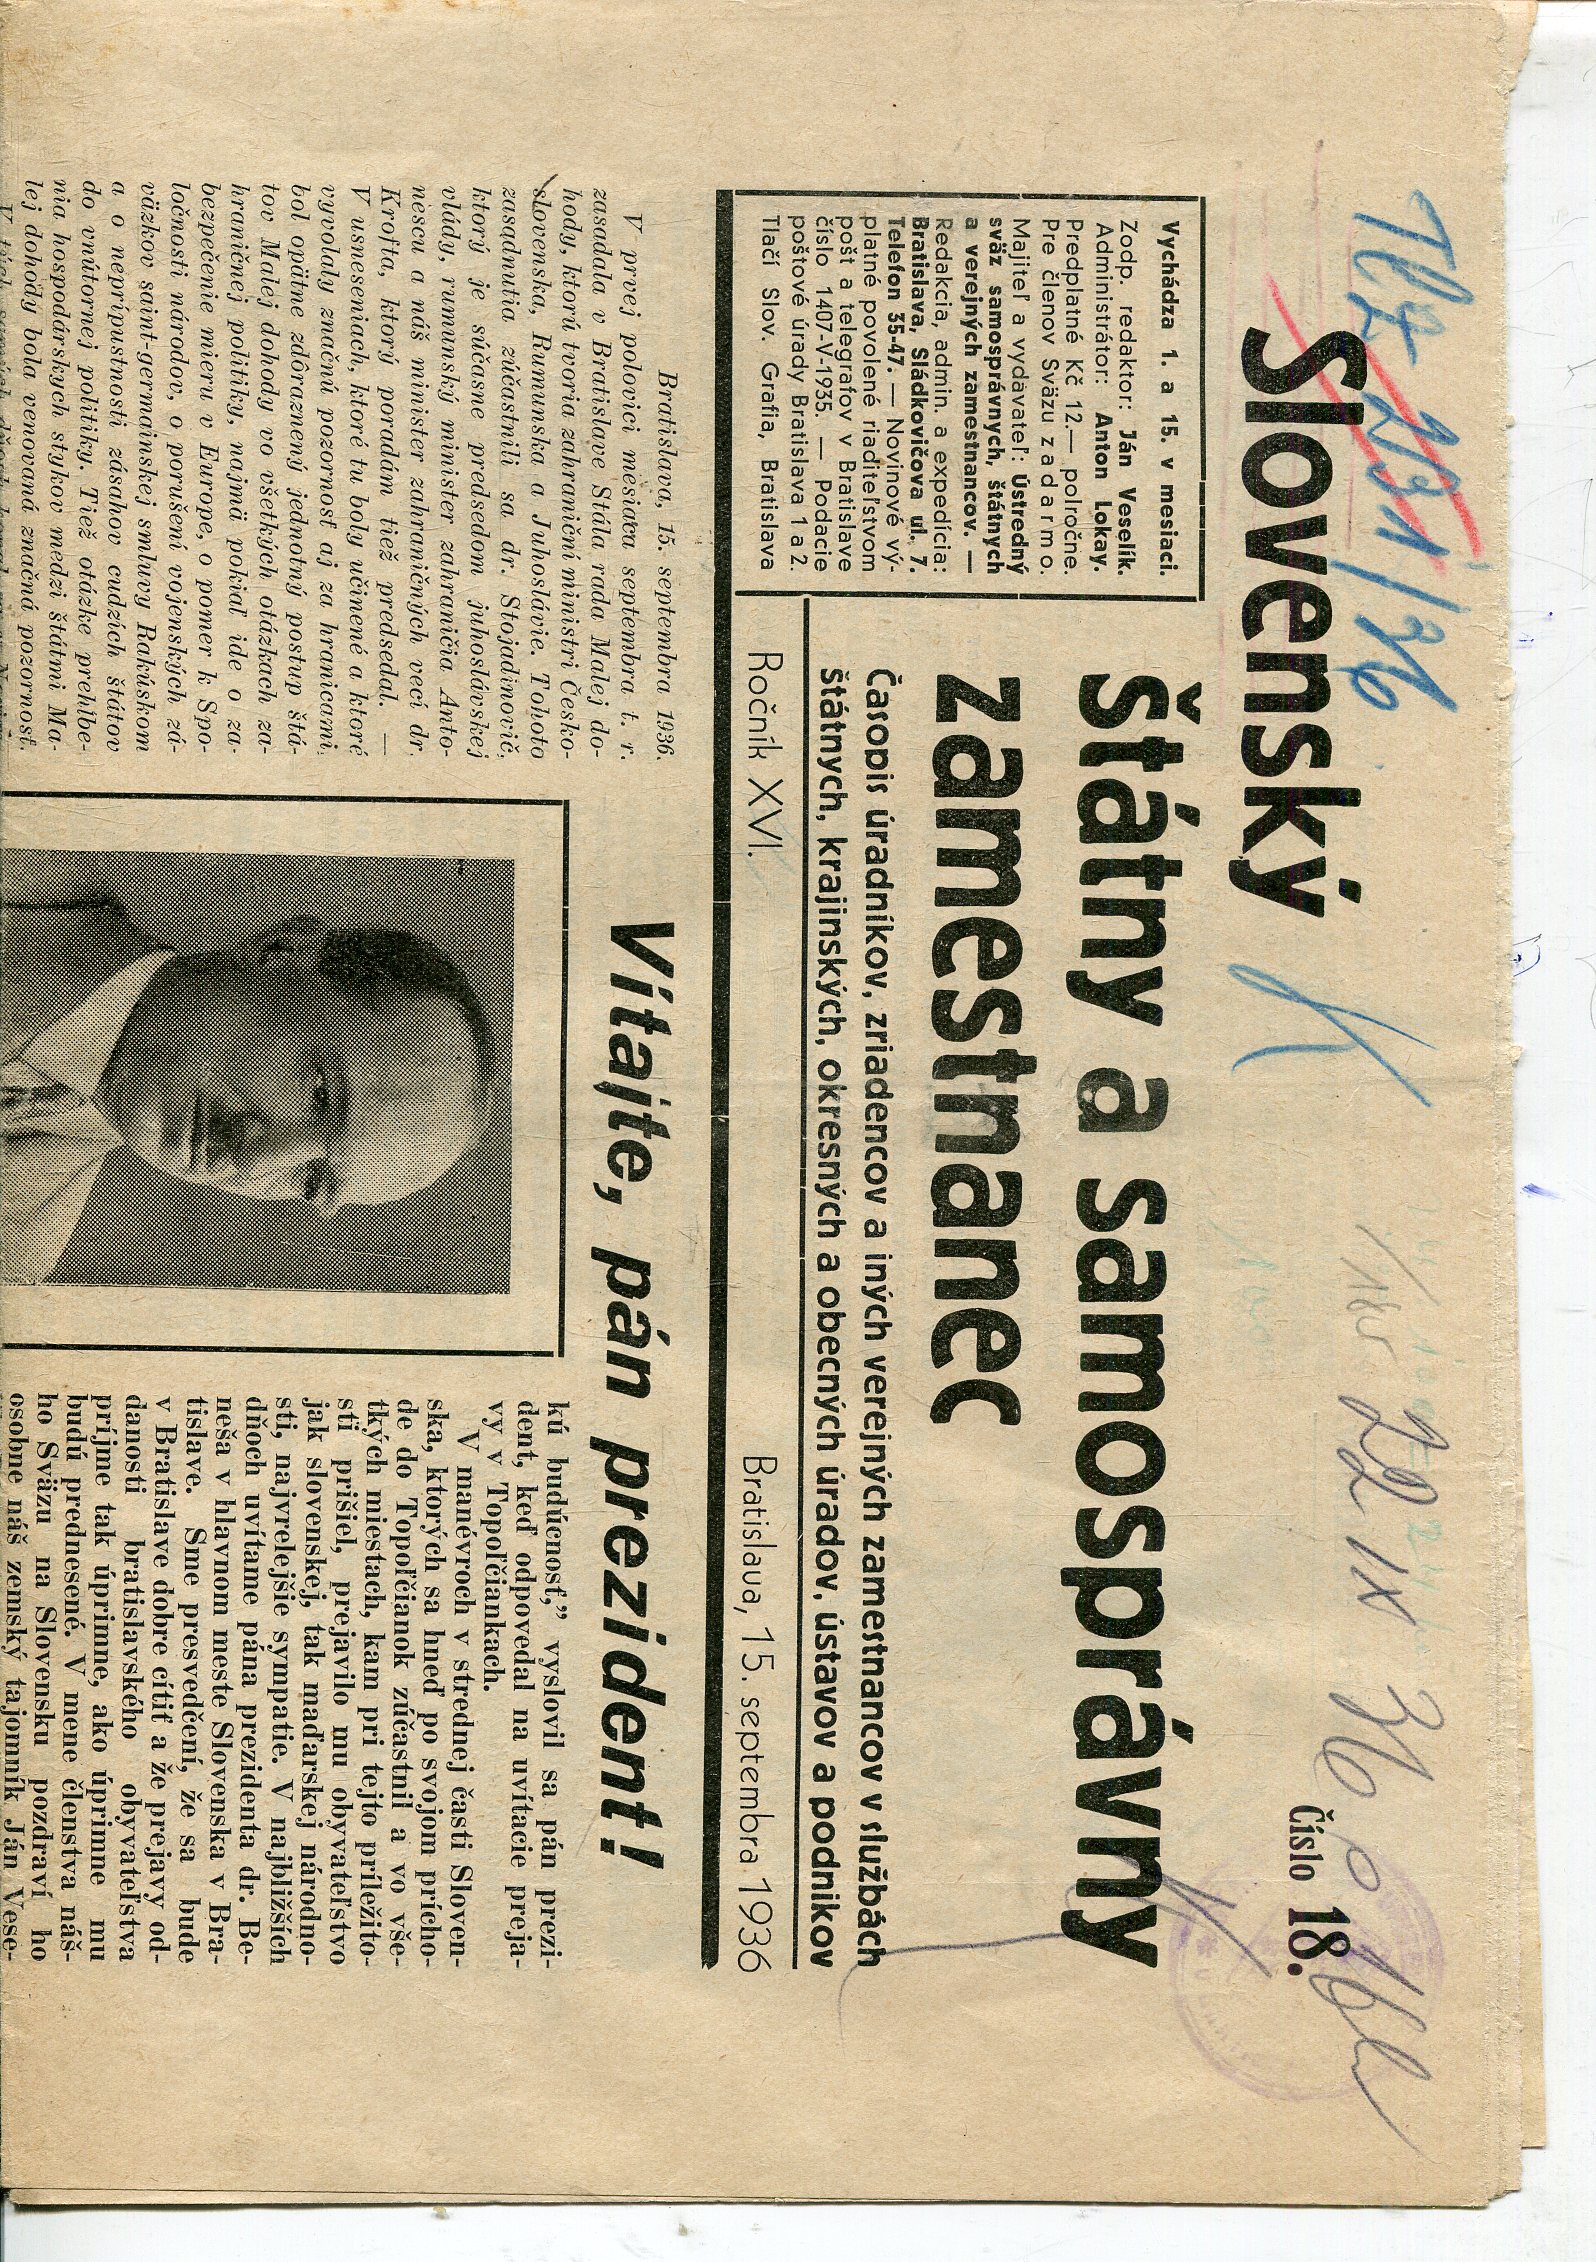 Tlz 231/36
22 IX 36
Číslo 18.
Slovenský
štátny a samosprávny
zamestnanec
Časopis úradníkov, zriadencov a iných verejných zamestnancov v službách
štátnych, krajinských, okresných a obecných úradov, ústavov a podnikov
Vychádza 1. a 15. v mesiaci.
Zodp. redaktor: Ján Veselík.
Administrátor: Anton Lokay.
Predplatné Kč 12.— polročne.
Pre členov Sväzu zadarmo.
Majiteľ a vydávateľ: Ústredný
sväz samosprávnych, štátnych
a verejných zamestnancov. —
Redakcia, admin. a expedícia:
Bratislava, Sládkovičova ul. 7.
Telefon 35-47. — Novinové vý-
platné povolené riaditeľstvom
pošt a telegrafov v Bratislave
číslo 1407-V-1935. — Podacie
poštové úrady Bratislava 1 a 2.
Tlačí Slov. Grafia, Bratislava
Ročník XVI.
Bratislava, 15. septembra 1936
Bratislava, 15. septembra 1936.
V prvej polovici mesiaca septembra t. r.
zasadala v Bratislave Stála rada Malej do-
hody, ktorú tvoria zahraniční ministri Česko-
slovenska, Rumunska a Juhoslávie. Tohoto
zasadnutia zúčastnili sa dr. Stojadinovič,
ktorý je súčasne predsedom juhoslávskej
vlády, rumunský minister zahraničia Anto-
nescu a náš minister zahraničných vecí dr.
Krofta, ktorý poradám tiež predsedal. —
V usneseniach, ktoré tu boly učinené a ktoré
vyvolaly značnú pozornosť aj za hranicami,
bol opätne zdôraznený jednotný postup štá-
tov Malej dohody vo všetkých otázkach za-
hraničnej politiky, najmä pokiaľ ide o za-
bezpečenie mieru v Europe, o pomer k Spo-
ločnosti národov, o porušení vojenských zá-
väzkov saint-germainskej smluvy Rakúskom
a o neprípustnosti zásahov cudzích štátov
do vnútornej politiky. Tiež otázke prehĺbe-
nia hospodárskych stykov medzi štátmi Ma-
lej dohody bola venovaná značná pozornosť.
Vitajte, pán prezident!
kú budúcnosť,” vyslovil sa pán prezi-
dent, keď odpovedal na uvítacie preja-
vy v Topoľčiankach.
V manévroch v strednej časti Sloven-
ska, ktorých sa hneď po svojom prícho-
de do Topoľčianok zúčastnil a vo vše-
tkých miestach, kam pri tejto príležito-
sti prišiel, prejavilo mu obyvateľstvo
jak slovenskej, tak maďarskej národno-
sti, najvrelejšie sympatie. V najbližších
dňoch uvítame pána prezidenta dr. Be-
neša v hlavnom meste Slovenska v Bra-
tislave. Sme presvedčení, že sa bude
v Bratislave dobre cítiť a že prejavy od-
danosti bratislavského obyvateľstva
príjme tak úprimne, ako úprimne mu
budú prednesené. V mene členstva náš-
ho Sväzu na Slovensku pozdraví ho
osobne náš zemský tajomník Ján Vese-